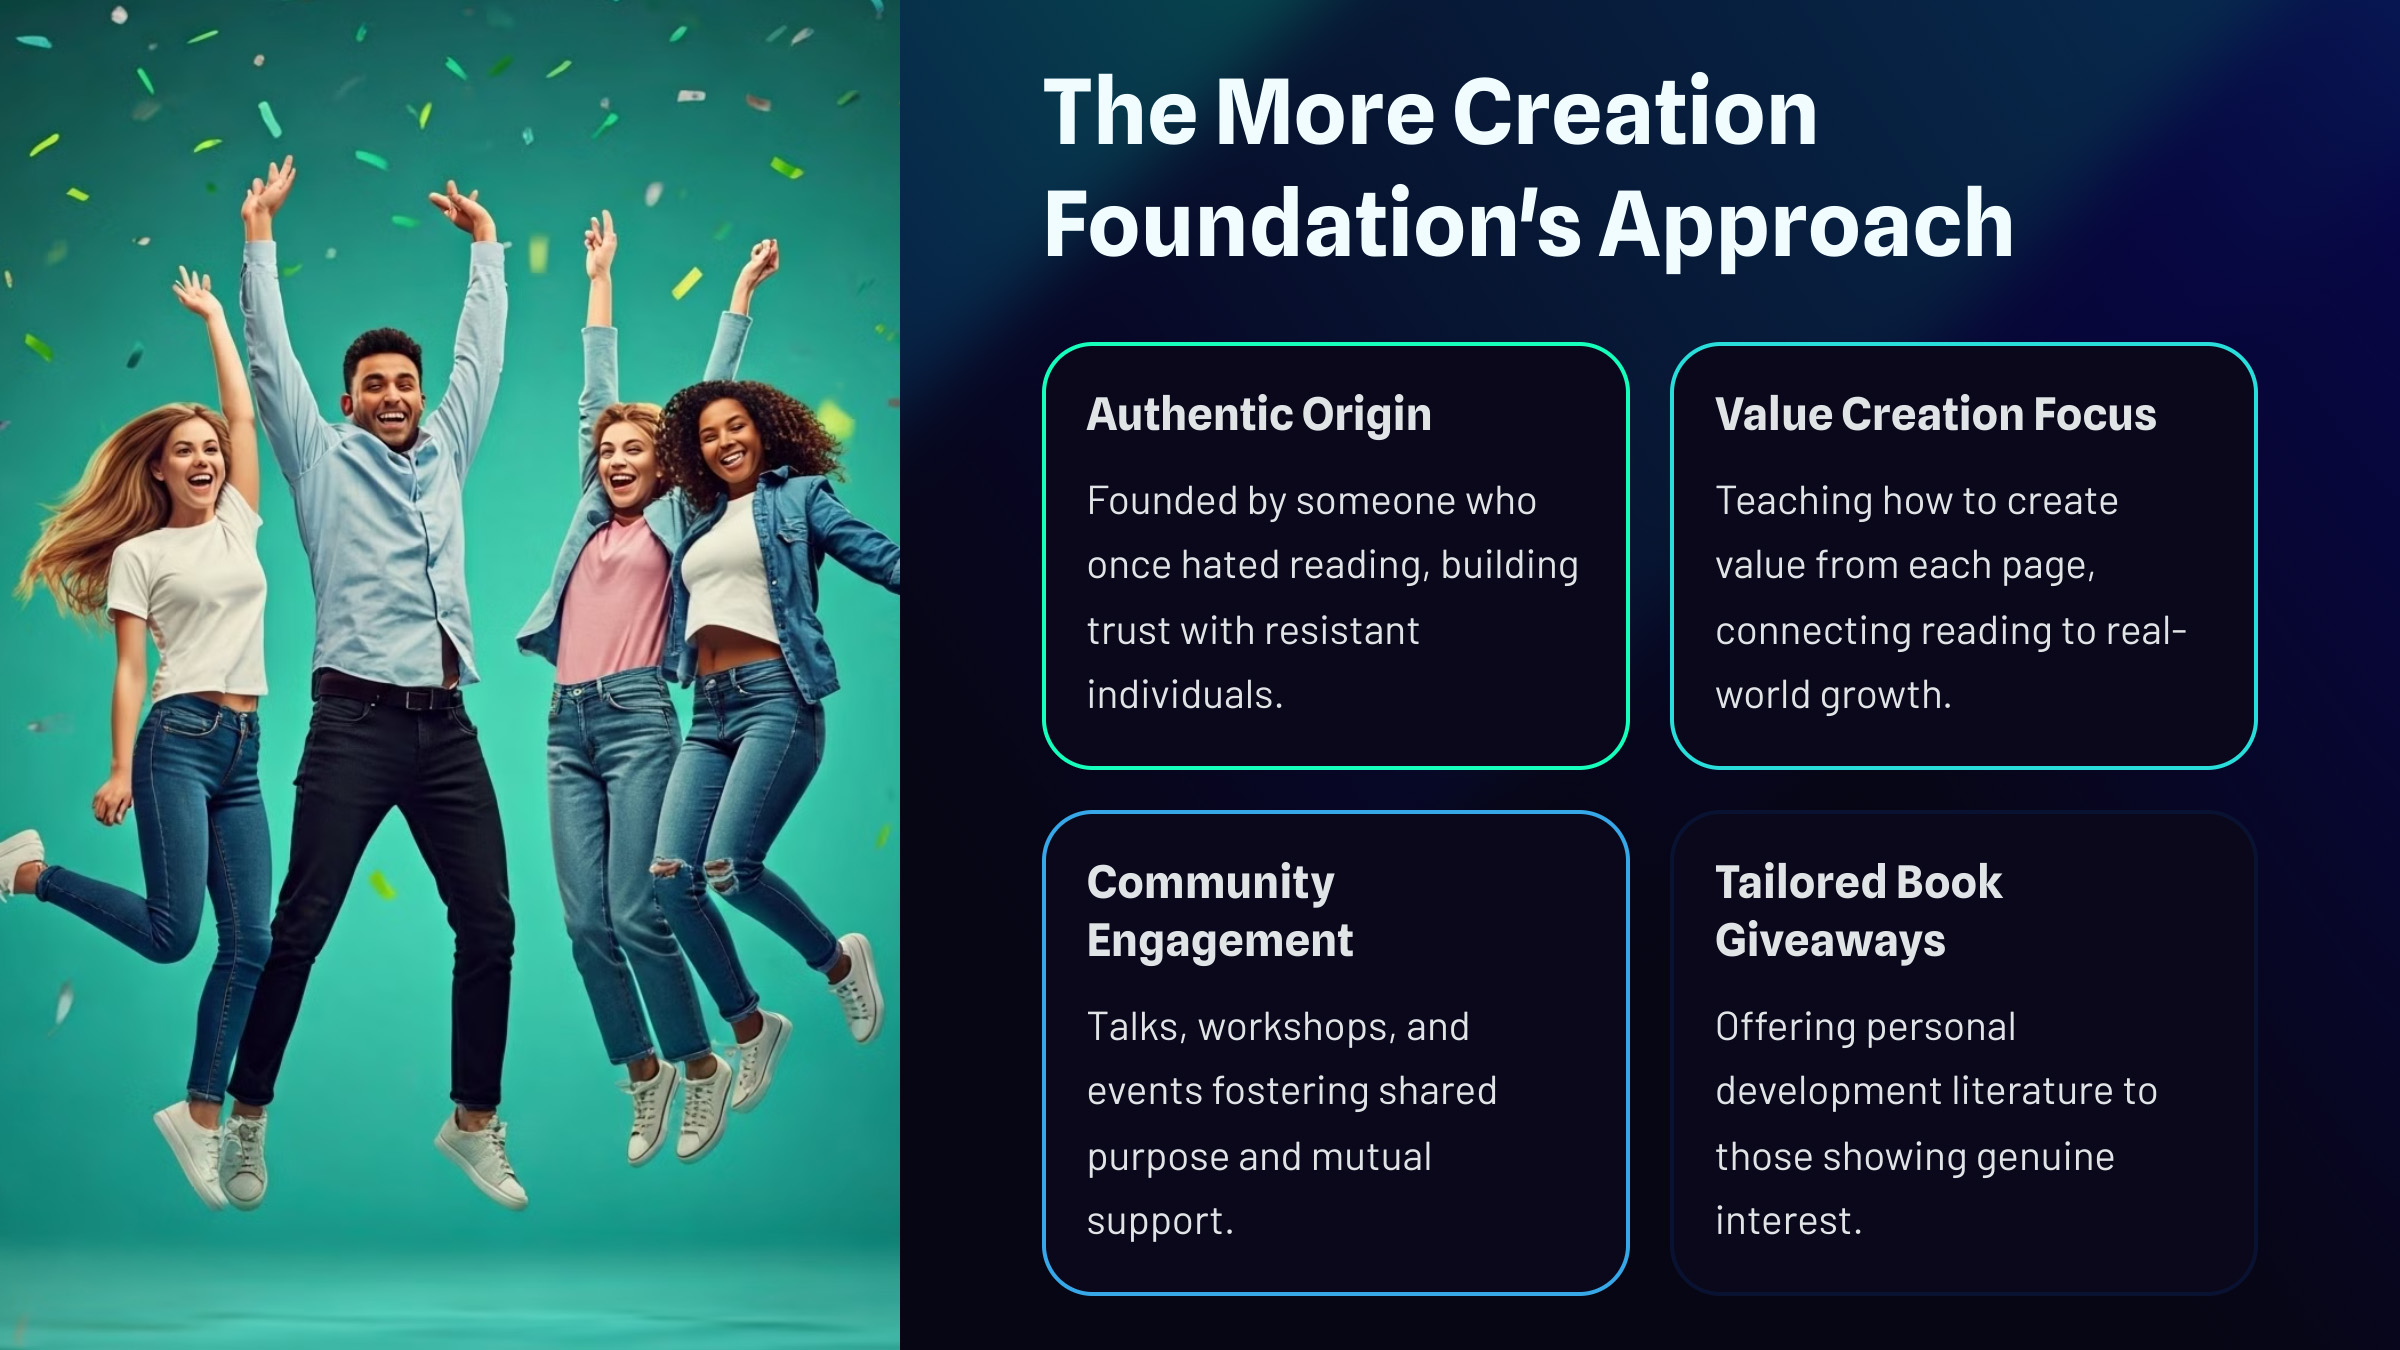 The More Creation
Foundation's Approach
Authentic Origin
Founded by someone who
once hated reading, building
trust with resistant
individuals.
Value Creation Focus
Teaching how to create
value from each page,
connecting reading to real-
world growth.
Community
Engagement
Talks, workshops, and
events fostering shared
purpose and mutual
support.
Tailored Book
Giveaways
Offering personal
development literature to
those showing genuine
interest.